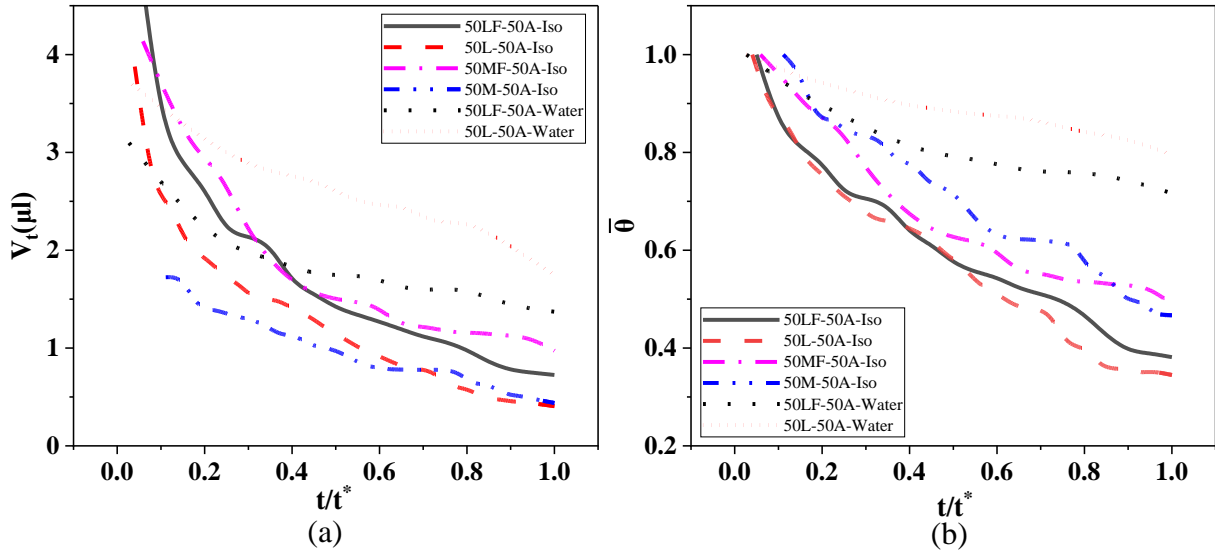 4
3
2
1
0
V_t(μl)
0.0 0.2 0.4 0.6 0.8 1.0
t/t*
50LF-50A-Iso
50L-50A-Iso
50MF-50A-Iso
50M-50A-Iso
50LF-50A-Water
50L-50A-Water
(a)
1.0
0.8
0.6
0.4
0.2
θ̅
0.0 0.2 0.4 0.6 0.8 1.0
t/t*
50LF-50A-Iso
50L-50A-Iso
50MF-50A-Iso
50M-50A-Iso
50LF-50A-Water
50L-50A-Water
(b)